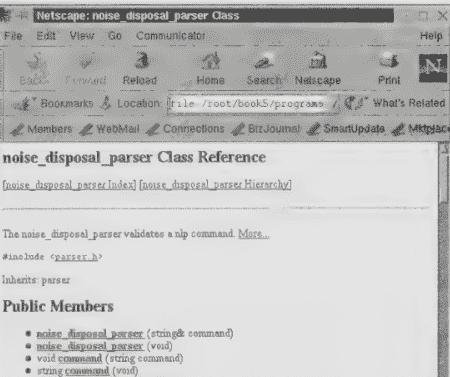 Netscape: noise_disposal_parser Class
File Edit View Go Communicator Help
Back Forward Reload Home Search Netscape Print N
Bookmarks Location: file /root/book5/programs / What's Related
Members WebMail Connections BizJournal SmartUpdate Mktplace
noise_disposal_parser Class Reference
[noise_disposal_parser Index] [noise_disposal_parser Hierarchy]
The noise_disposal_parser validates a nlp command. More...
#include <parser.h>
Inherits: parser
Public Members
noise_disposal_parser (string& command)
noise_disposal_parser (void)
void command (string command)
string command (void)